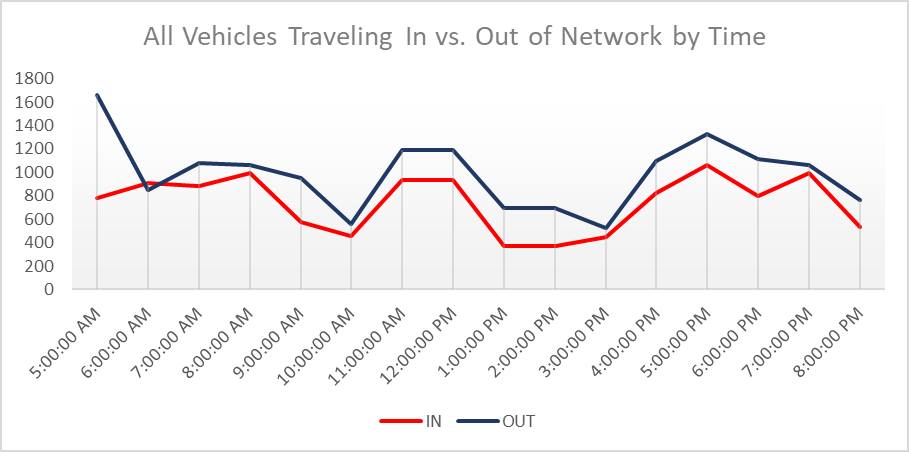 All Vehicles Traveling In vs. Out of Network by Time
1800
1600
1400
1200
1000
800
600
400
200
0
5:00:00 AM
6:00:00 AM
7:00:00 AM
8:00:00 AM
9:00:00 AM
10:00:00 AM
11:00:00 AM
12:00:00 PM
1:00:00 PM
2:00:00 PM
3:00:00 PM
4:00:00 PM
5:00:00 PM
6:00:00 PM
7:00:00 PM
8:00:00 PM
IN OUT